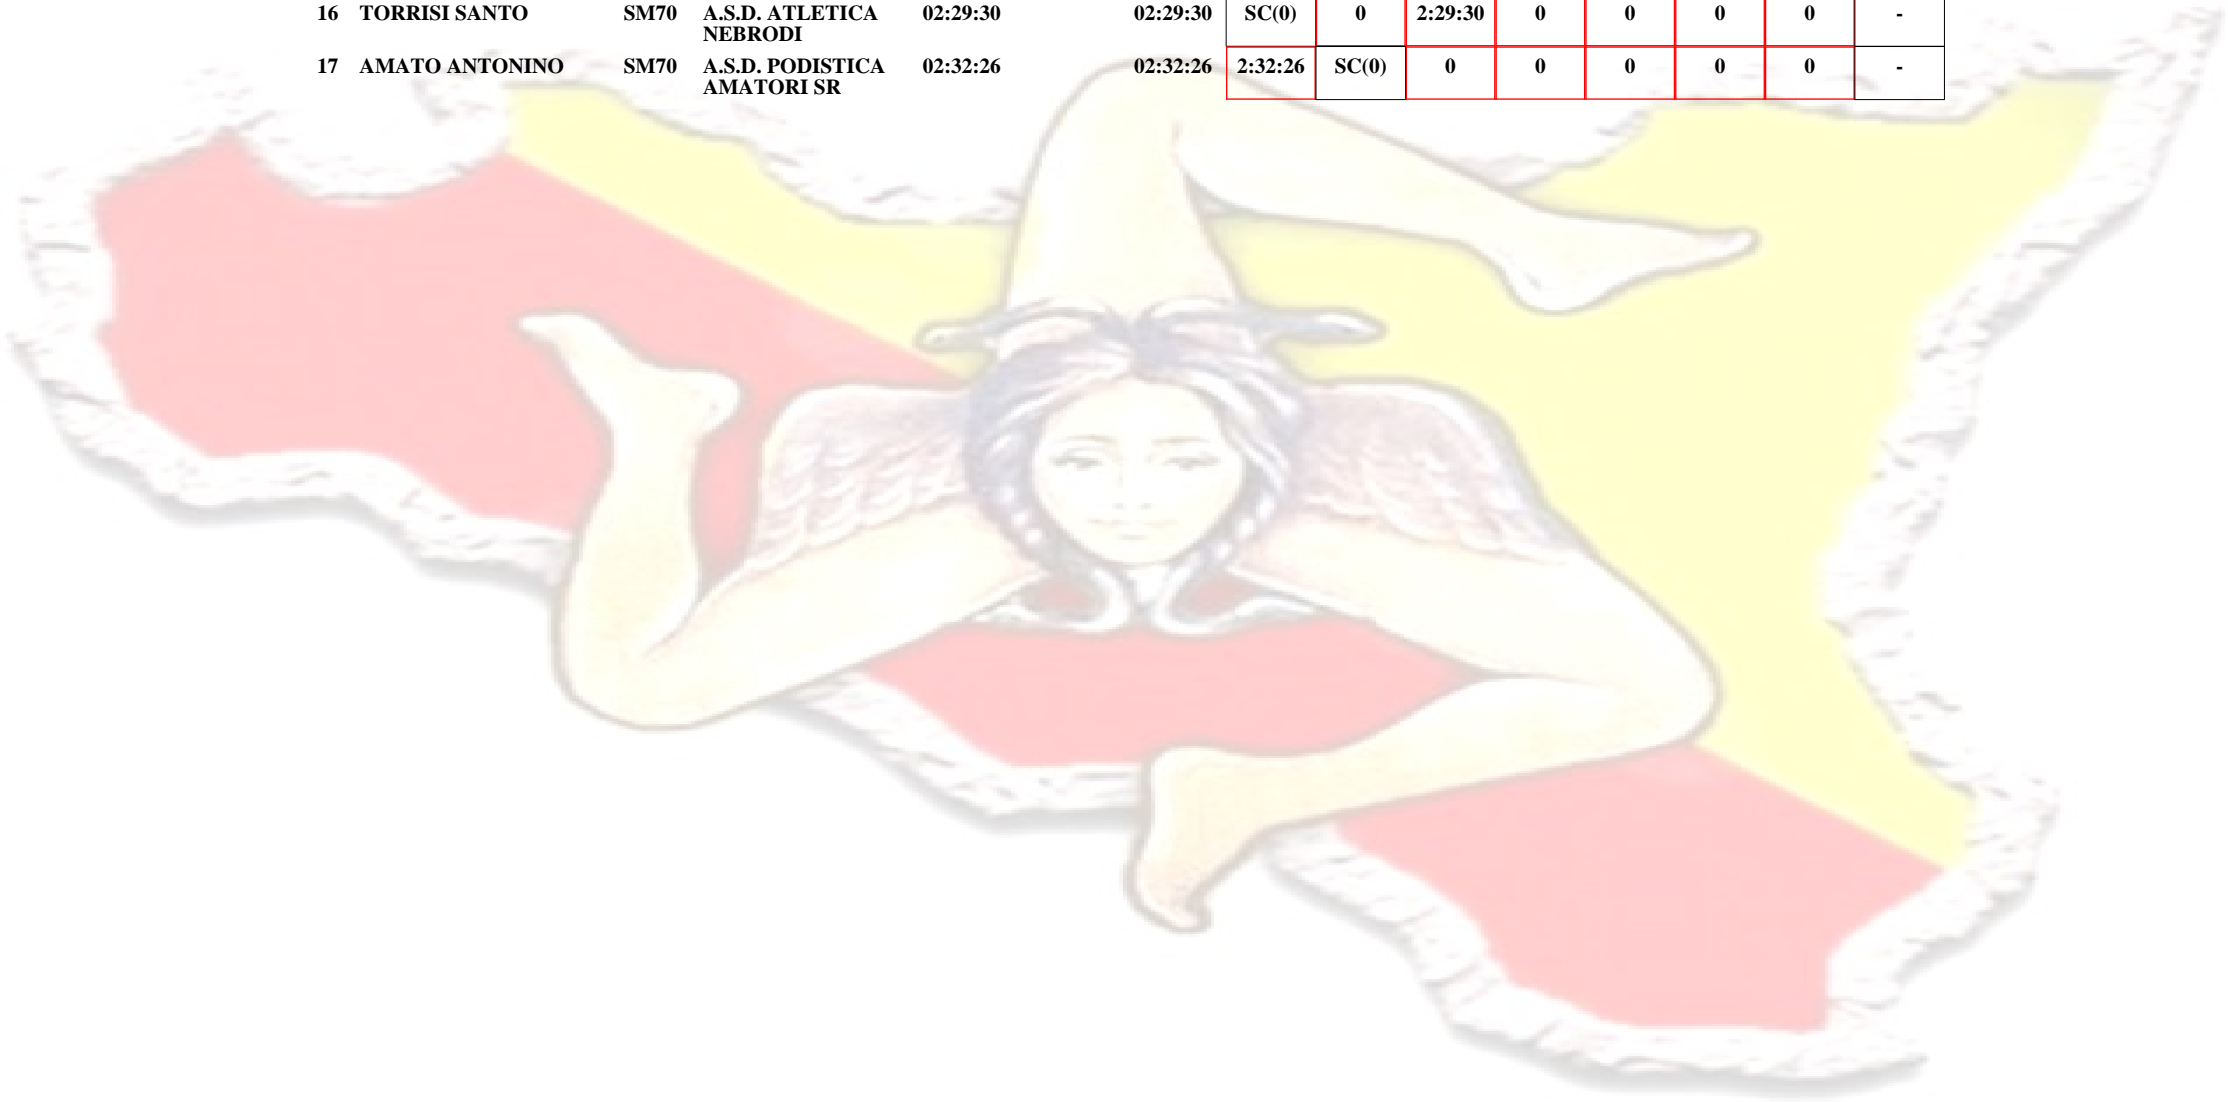 16 TORRISI SANTO SM70 A.S.D. ATLETICA 02:29:30 02:29:30 SC(0) 0 2:29:30 0 0 0 0 -
NEBRODI
17 AMATO ANTONINO SM70 A.S.D. PODISTICA 02:32:26 02:32:26 2:32:26 SC(0) 0 0 0 0 0 -
AMATORI SR